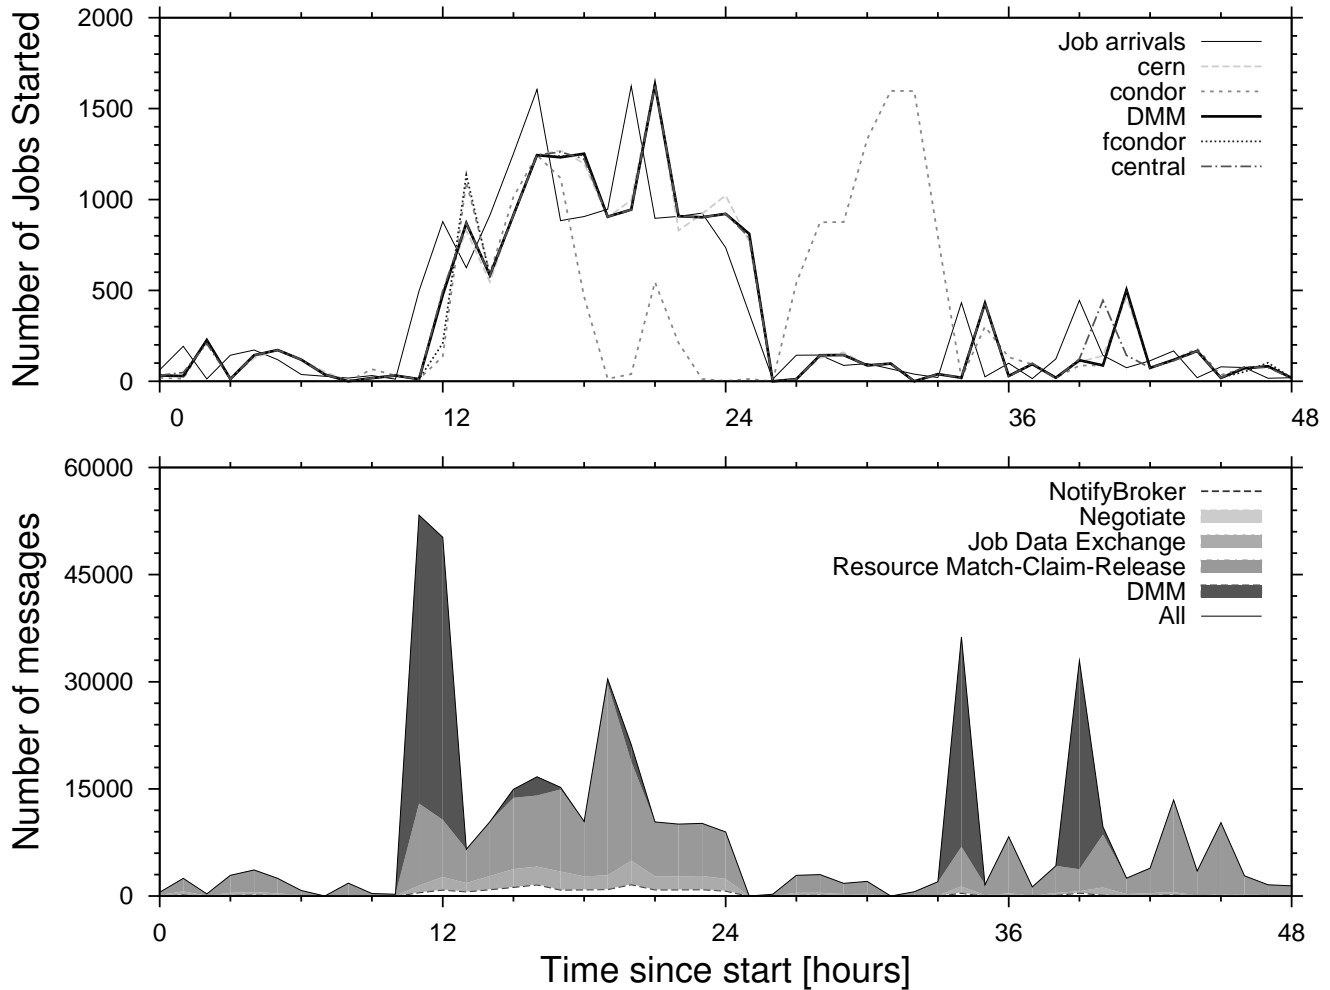 Number of Jobs Started
2000
1500
1000
500
0
Job arrivals
cern
condor
DMM
fcondor
central
0 12 24 36 48
Number of messages
60000
45000
30000
15000
0
NotifyBroker
Negotiate
Job Data Exchange
Resource Match-Claim-Release
DMM
All
0 12 24 36 48
Time since start [hours]